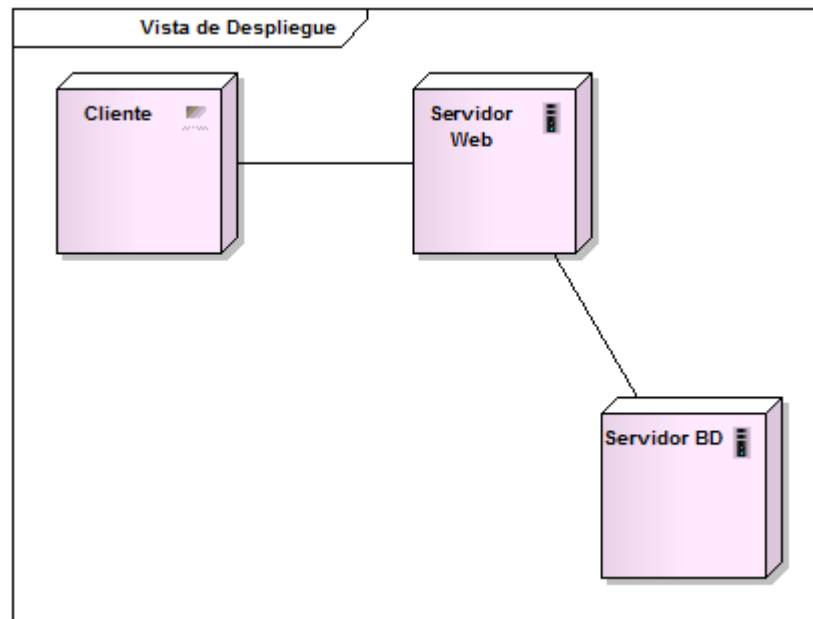 Vista de Despliegue
Cliente
Servidor
Web
Servidor BD